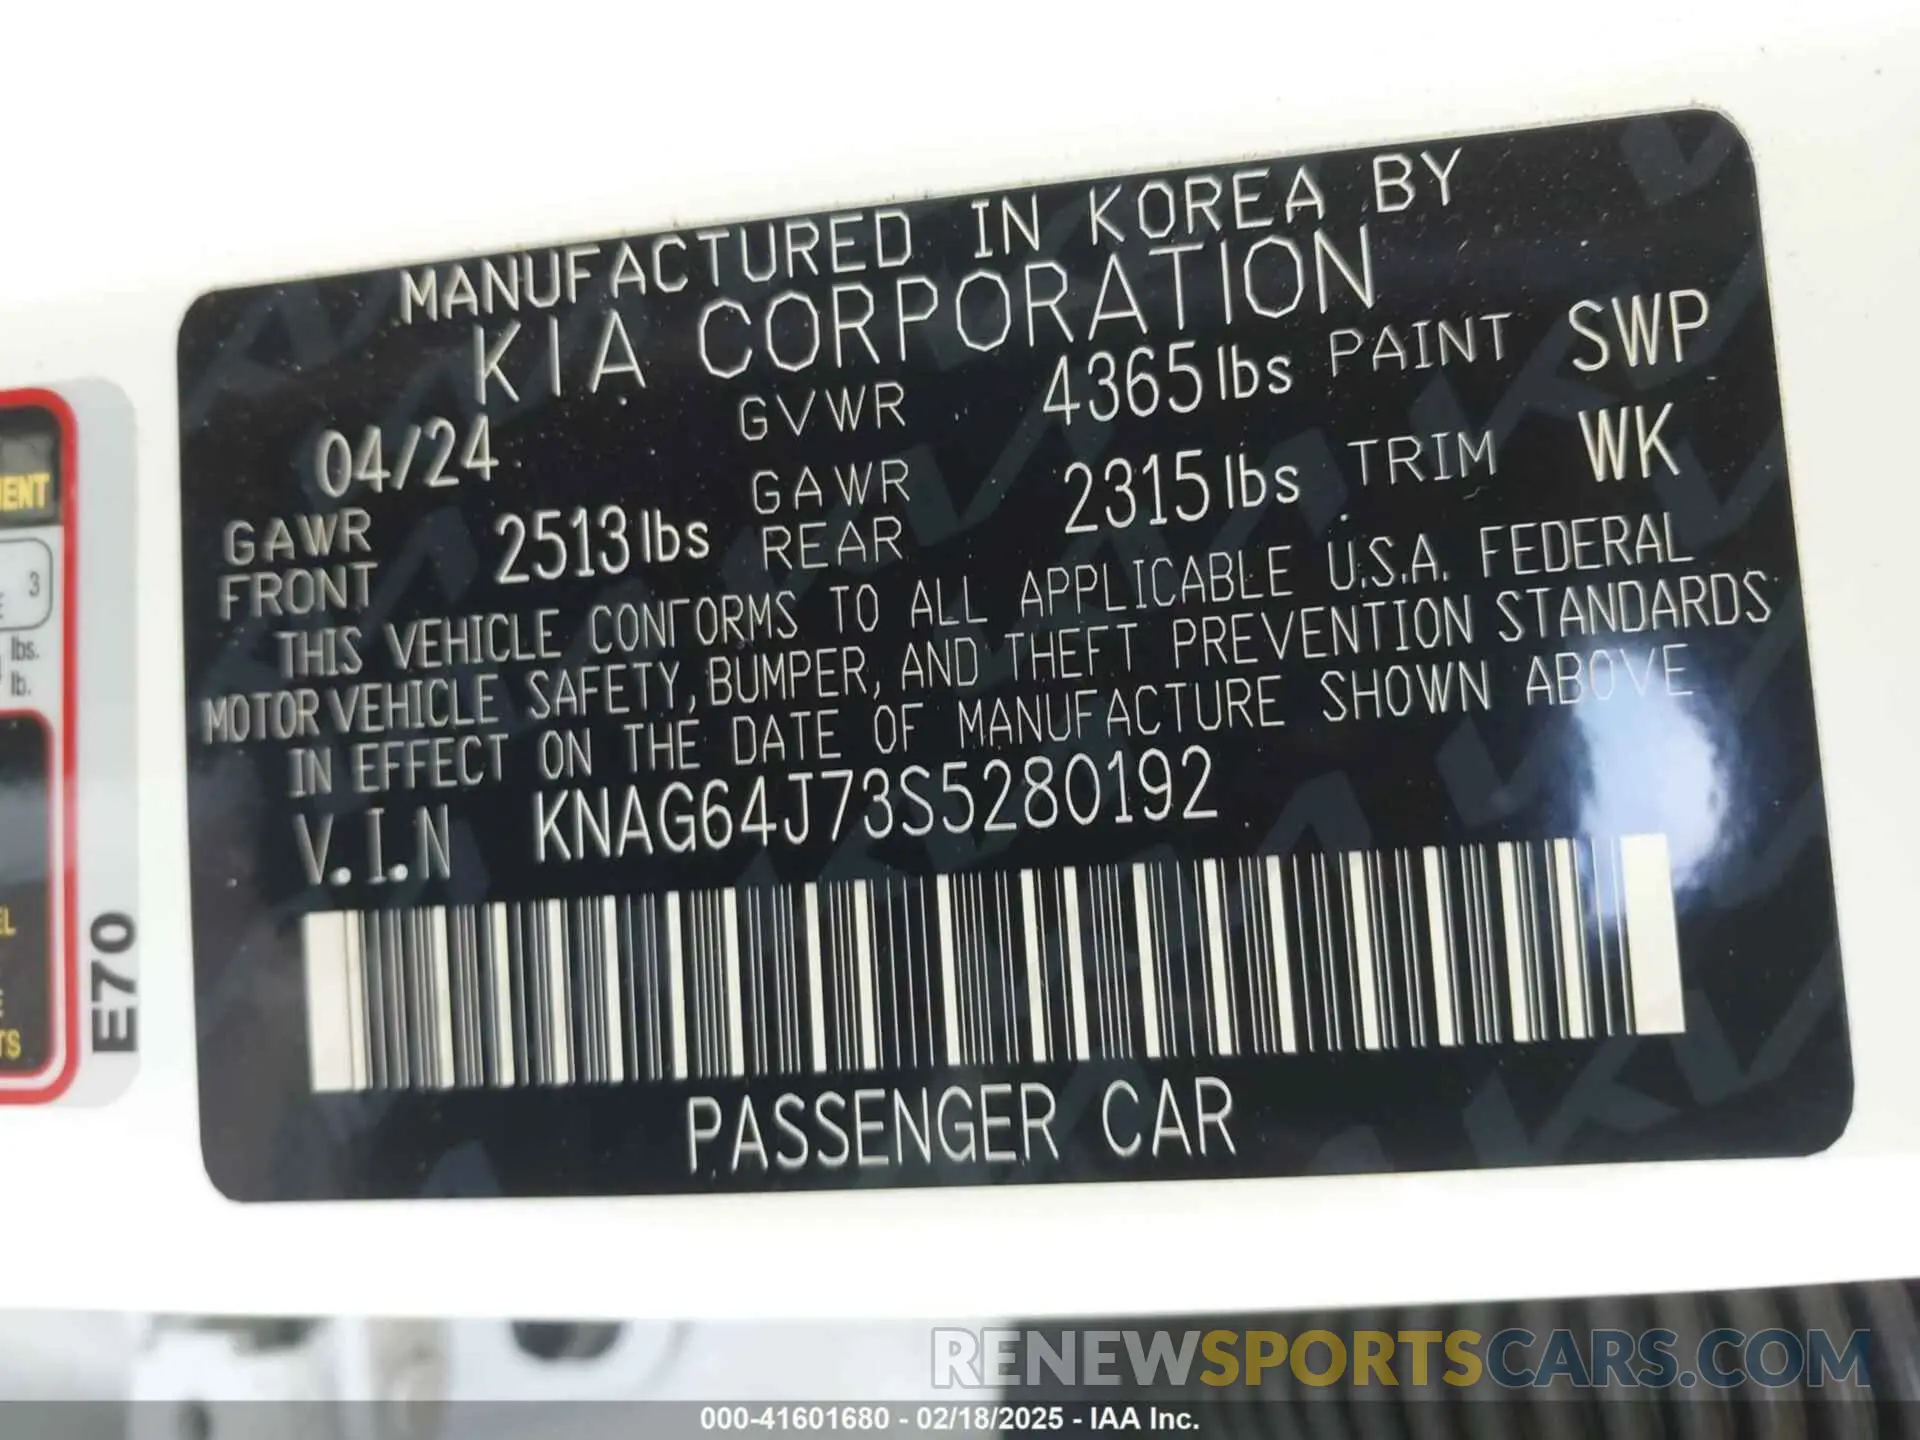 MANUFACTURED IN KOREA BY
KIA CORPORATION
04/24 GVWR 4365 lbs PAINT SWP
GAWR FRONT 2513 lbs GAWR REAR 2315 lbs TRIM WK
THIS VEHICLE CONFORMS TO ALL APPLICABLE U.S.A. FEDERAL
MOTOR VEHICLE SAFETY, BUMPER, AND THEFT PREVENTION STANDARDS
IN EFFECT ON THE DATE OF MANUFACTURE SHOWN ABOVE
V.I.N KNAG64J73S5280192
PASSENGER CAR
3
lbs.
lb.
E70
RENEWSPORTSCARS.COM
000-41601680 - 02/18/2025 - IAA Inc.